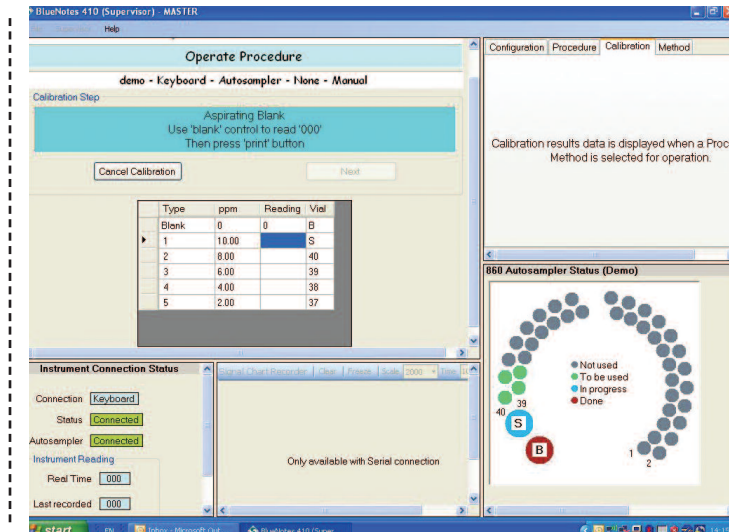 BlueNotes 410 (Supervisor) - MASTER
Help
Operate Procedure
demo - Keyboard - Autosampler - None - Manual
Calibration Step
Aspirating Blank
Use 'blank' control to read '000'
Then press 'print' button
Cancel Calibration
Next
Type ppm Reading Vial
Blank 0 0 B
1 10.00 S
2 8.00 40
3 6.00 39
4 4.00 38
5 2.00 37
Configuration Procedure Calibration Method
Calibration results data is displayed when a Proce
Method is selected for operation.
860 Autosampler Status (Demo)
Not used
To be used
In progress
Done
40 39
S
B
1
2
Instrument Connection Status
Connection Keyboard
Status Connected
Autosampler Connected
Instrument Reading
Real Time 000
Last recorded 000
Signal Chart Recorder Clear Freeze Scale 2000 Time
Only available with Serial connection
start EN Inbox - Microsoft Out... BlueNotes 410 (Super...